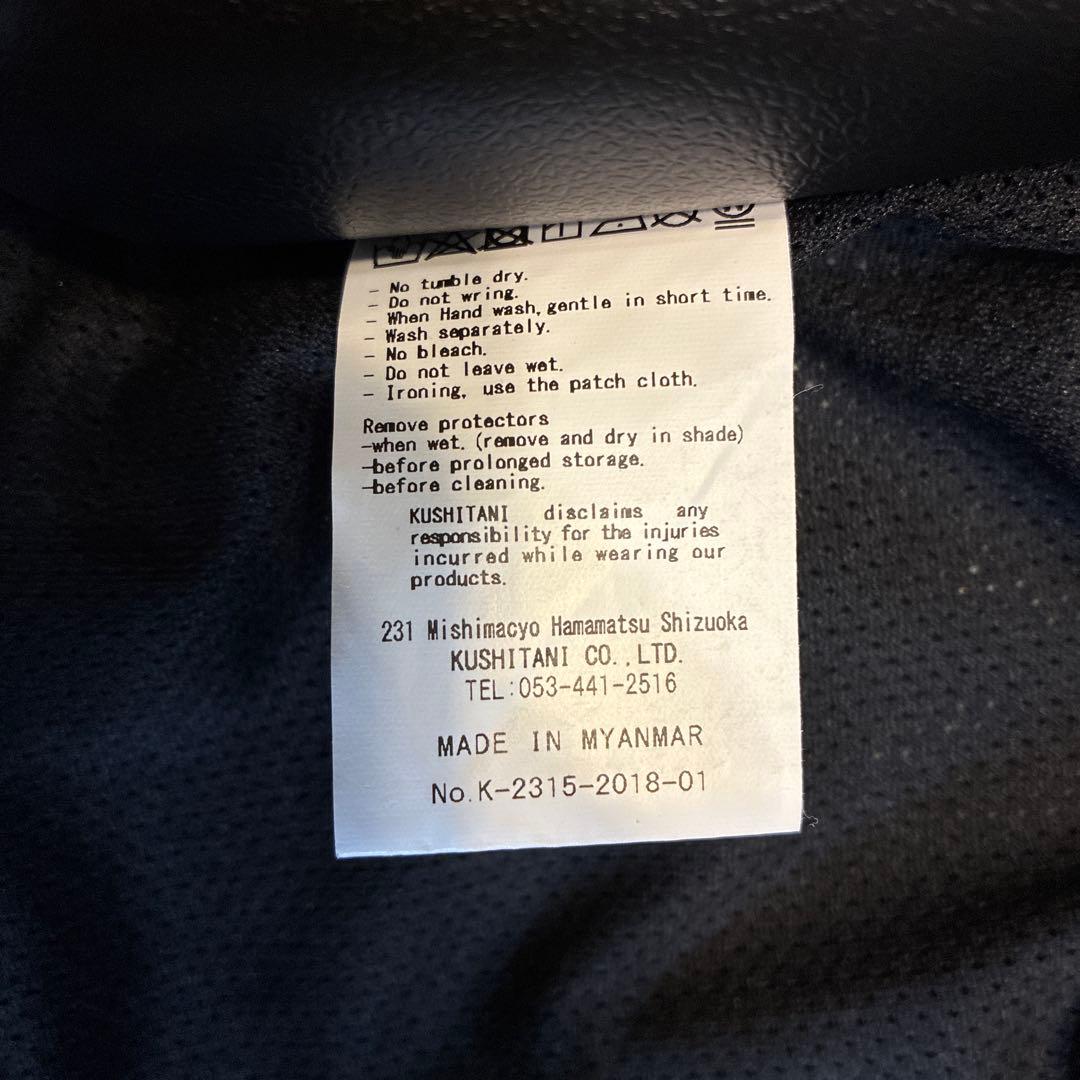 - No tumble dry.
- Do not wring.
- When Hand wash, gentle in short time.
- Wash separately.
- No bleach.
- Do not leave wet.
- Ironing, use the patch cloth.
Remove protectors
-when wet. (remove and dry in shade)
-before prolonged storage.
-before cleaning.
KUSHITANI disclaims any
responsibility for the injuries
incurred while wearing our
products.
231 Mishimacyo Hamamatsu Shizuoka
KUSHITANI CO.,LTD.
TEL:053-441-2516
MADE IN MYANMAR
No.K-2315-2018-01